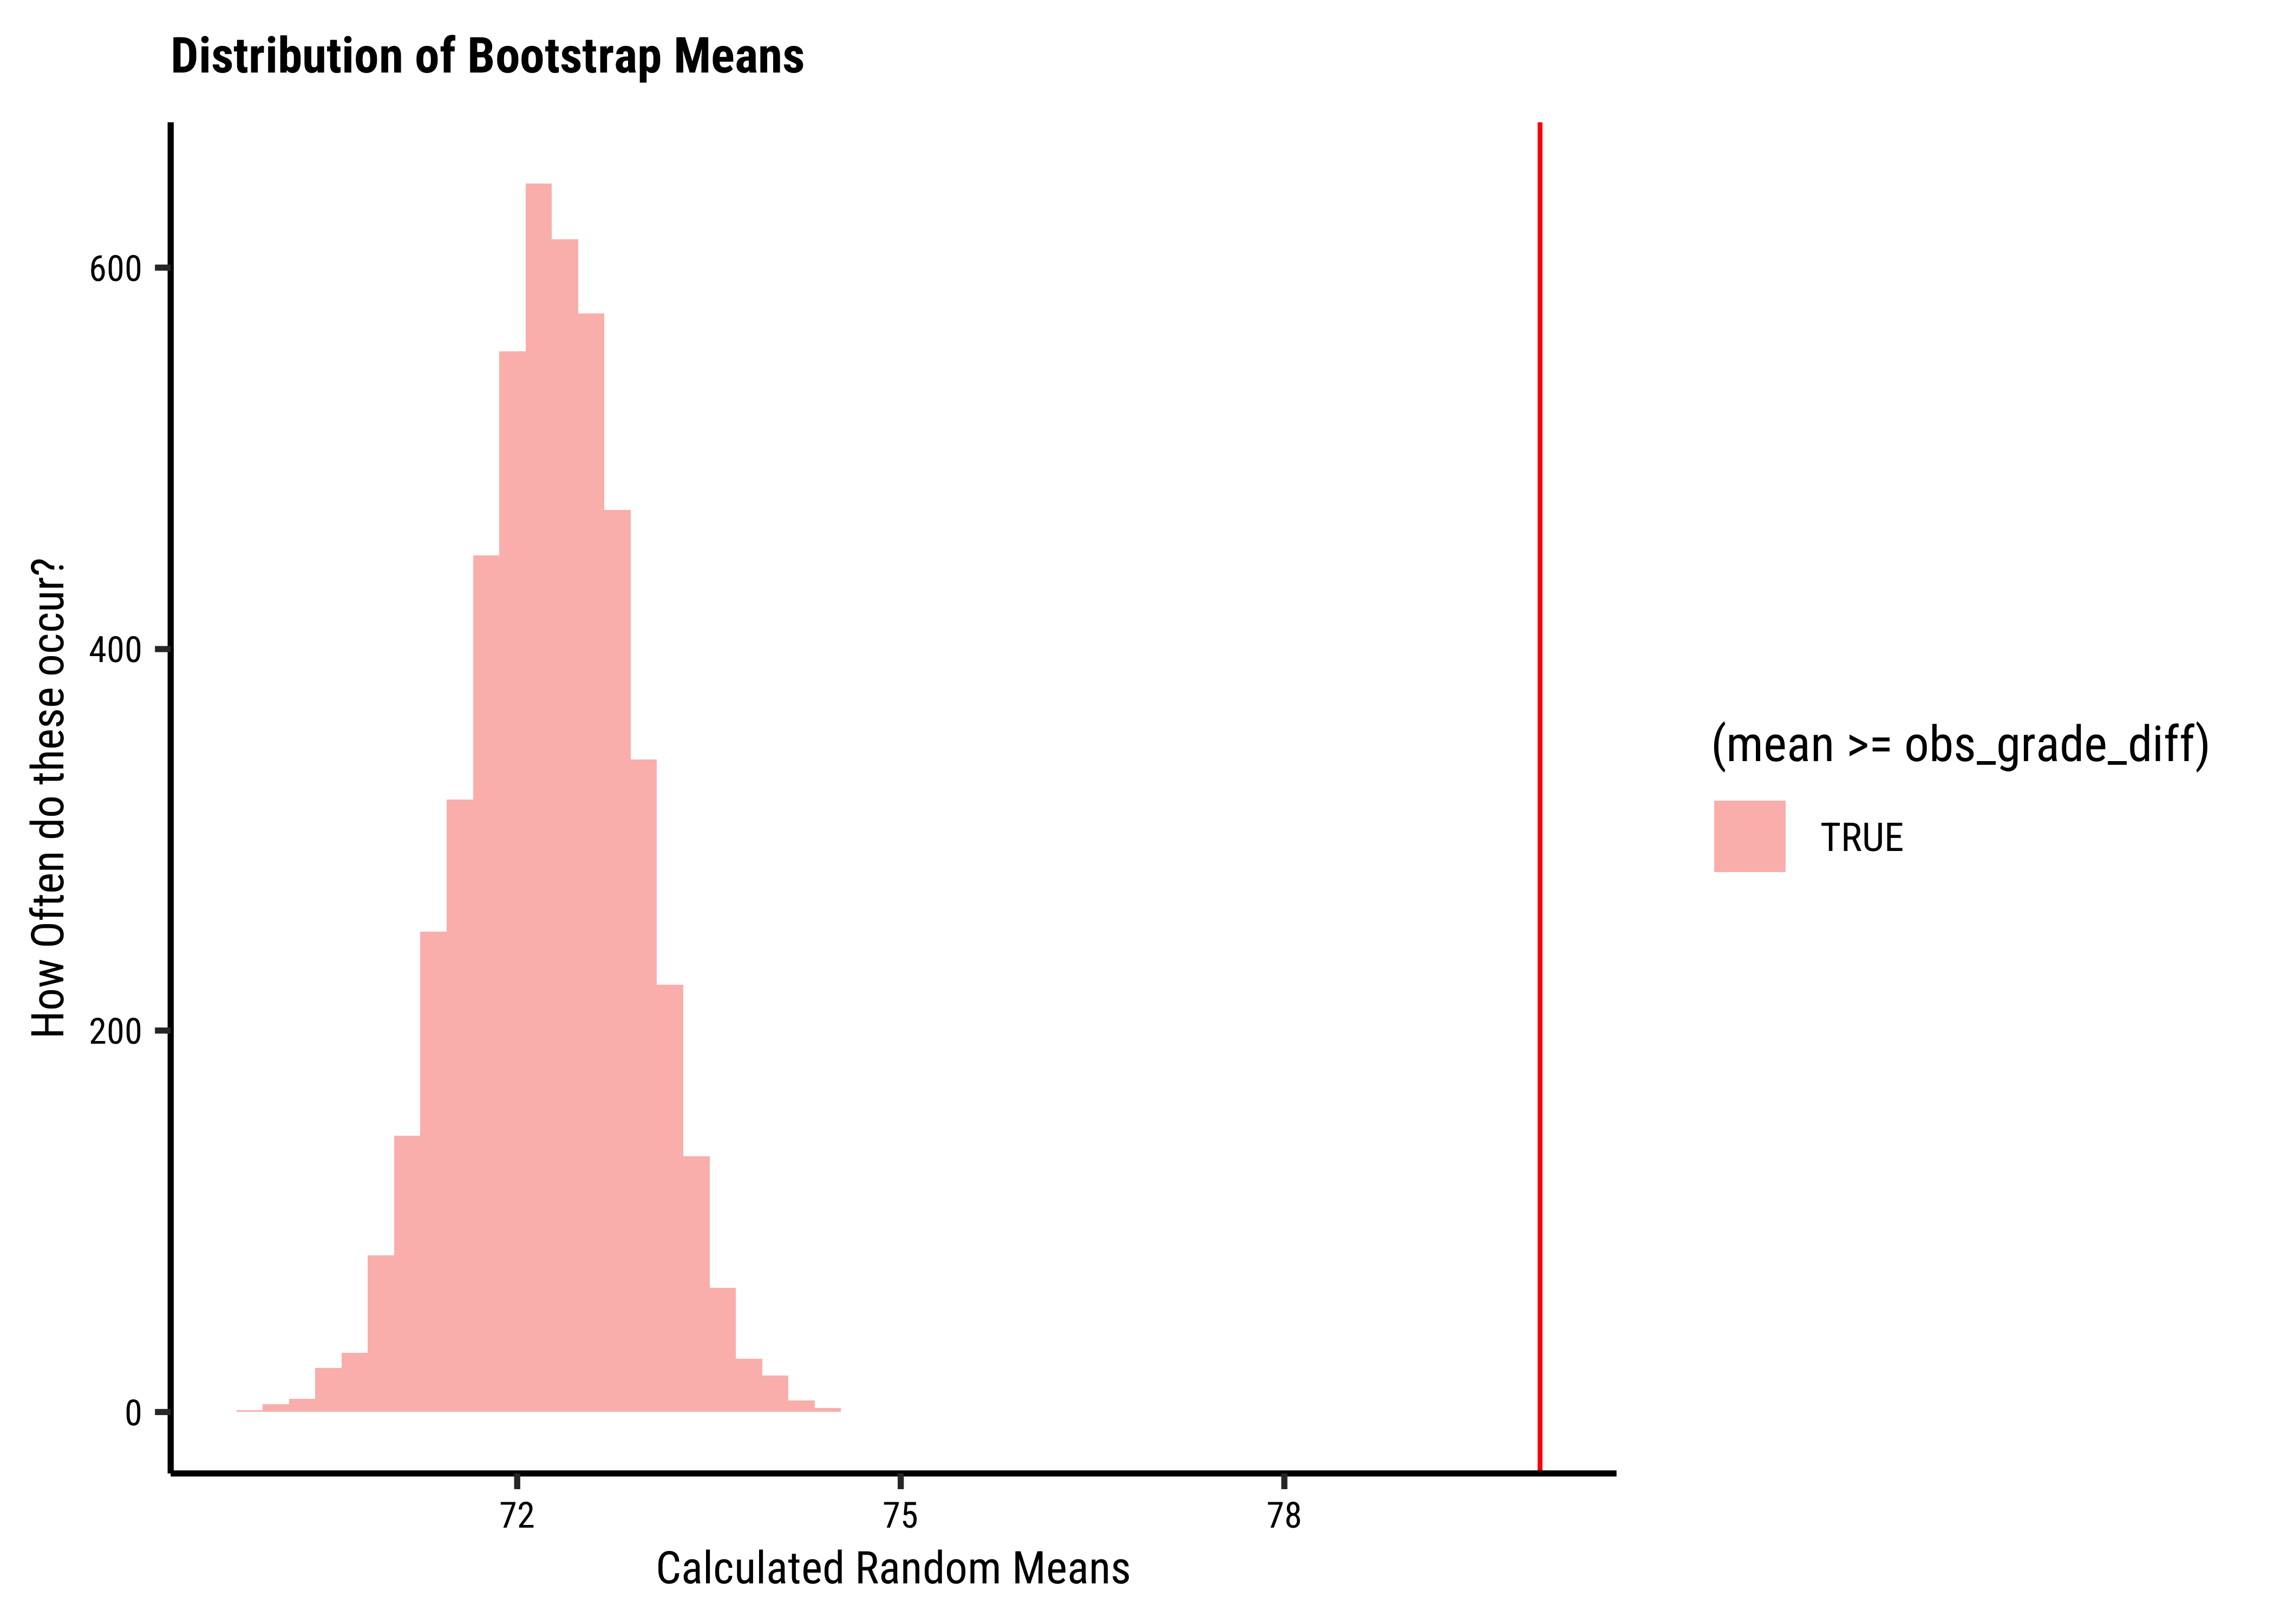 Distribution of Bootstrap Means
How Often do these occur?
600
400
200
0
72
75
78
Calculated Random Means
(mean >= obs_grade_diff)
TRUE